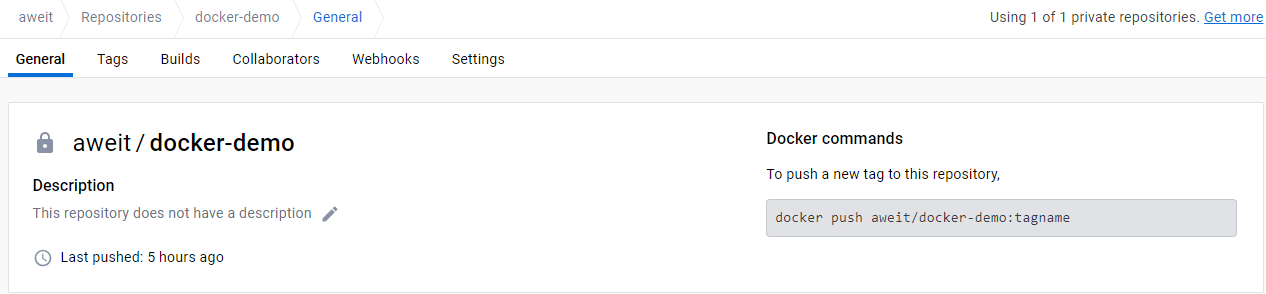 aweit Repositories docker-demo General Using 1 of 1 private repositories. Get more
General Tags Builds Collaborators Webhooks Settings
aweit / docker-demo
Description
This repository does not have a description
Last pushed: 5 hours ago
Docker commands
To push a new tag to this repository,
docker push aweit/docker-demo:tagname